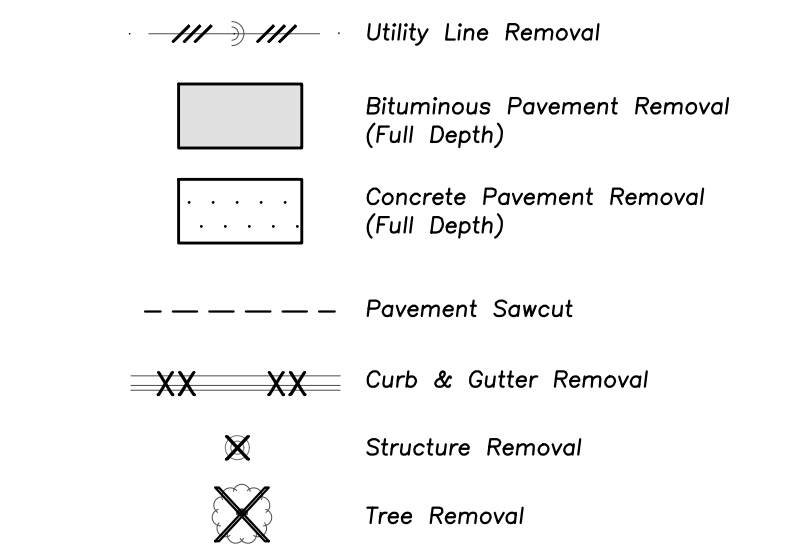 Utility Line Removal
Bituminous Pavement Removal
(Full Depth)
Concrete Pavement Removal
(Full Depth)
Pavement Sawcut
Curb & Gutter Removal
Structure Removal
Tree Removal